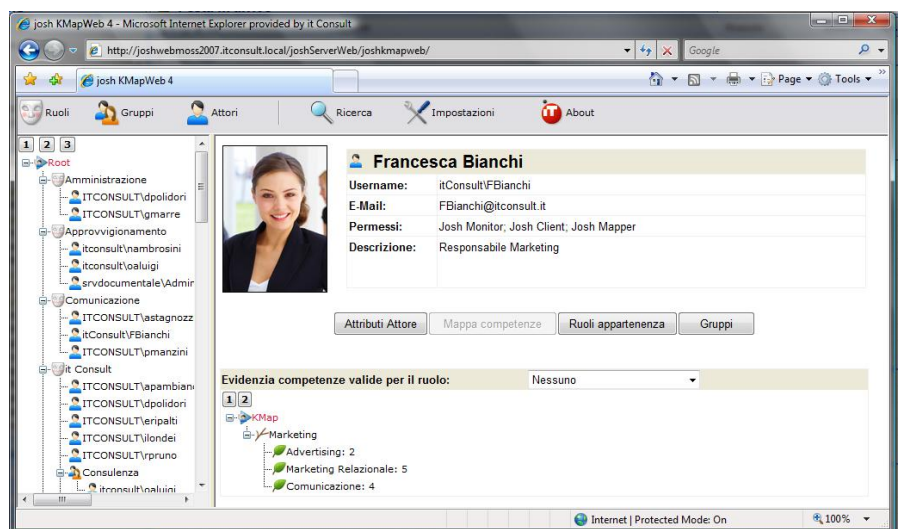 josh KMapWeb 4 - Microsoft Internet Explorer provided by it Consult
http://joshwebmoss2007.itconsult.local/joshServerWeb/joshkmapweb/
Google
josh KMapWeb 4
Page
Tools
Ruoli
Gruppi
Attori
Ricerca
Impostazioni
About
1 2 3
Root
Amministrazione
ITCONSULT\dpolidori
ITCONSULT\gmarre
Approvvigionamento
itconsult\nambrosini
itconsult\oaluigi
srvdocumentale\Admir
Comunicazione
ITCONSULT\astagnozz
itConsult\FBianchi
ITCONSULT\pmanzini
it Consult
ITCONSULT\apambian
ITCONSULT\dpolidori
ITCONSULT\eripalti
ITCONSULT\ilondei
ITCONSULT\rpruno
Consulenza
itconsult\oaluigi
Francesca Bianchi
Username: itConsult\FBianchi
E-Mail: FBianchi@itconsult.it
Permessi: Josh Monitor; Josh Client; Josh Mapper
Descrizione: Responsabile Marketing
Attributi Attore
Mappa competenze
Ruoli appartenenza
Gruppi
Evidenzia competenze valide per il ruolo: Nessuno
1 2
KMap
Marketing
Advertising: 2
Marketing Relazionale: 5
Comunicazione: 4
Internet | Protected Mode: On
100%